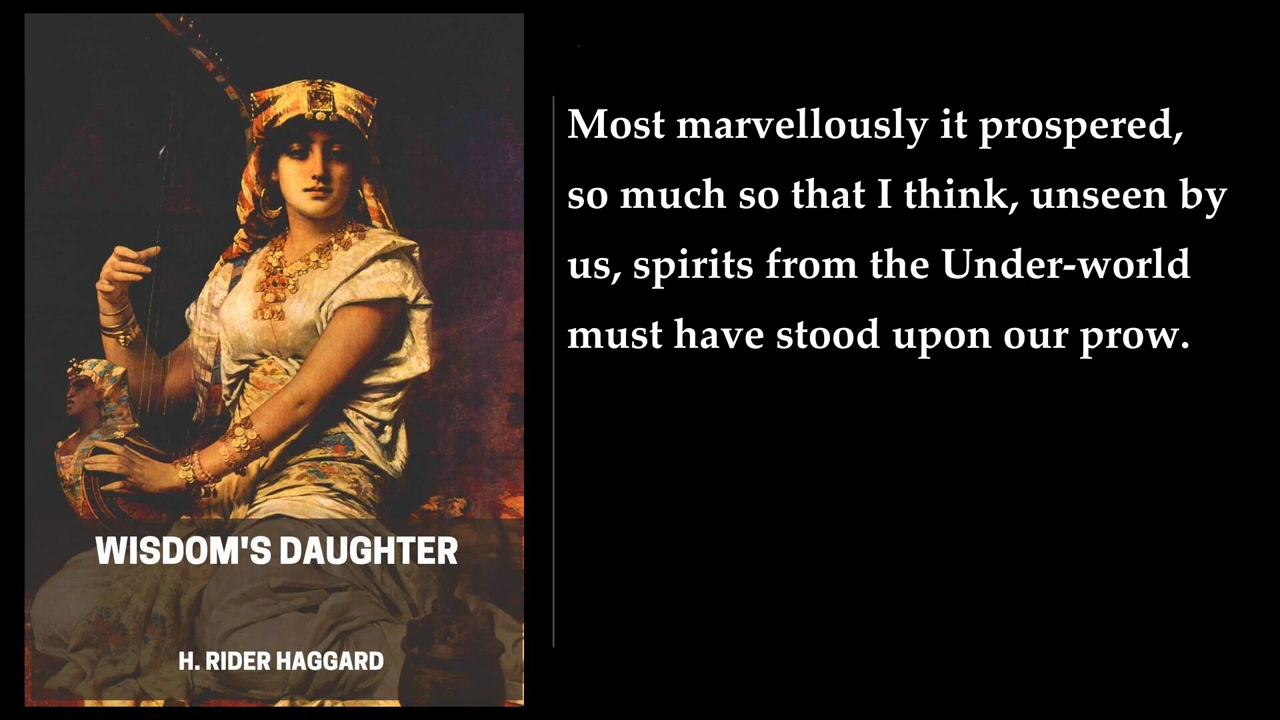 WISDOM'S DAUGHTER
H. RIDER HAGGARD
Most marvellously it prospered,
so much so that I think, unseen by
us, spirits from the Under-world
must have stood upon our prow.